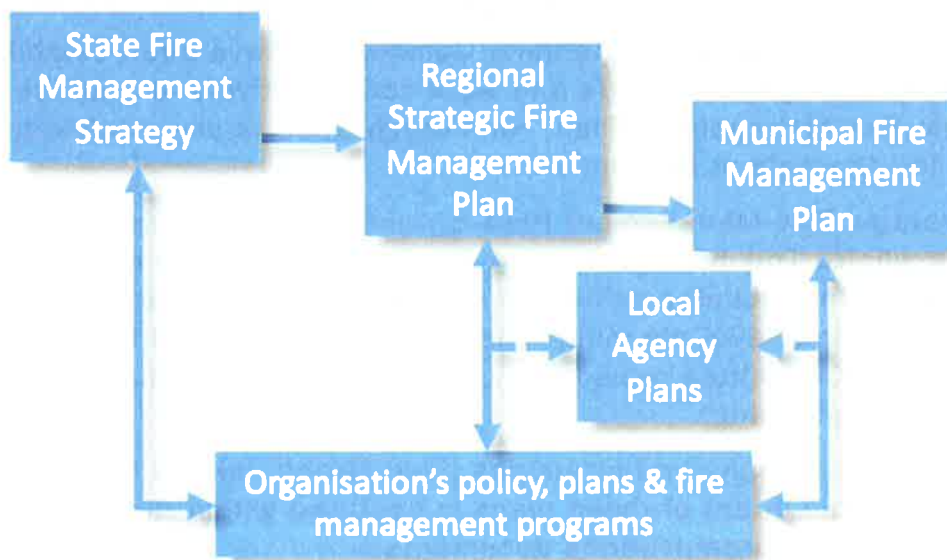 State Fire
Management
Strategy
Regional
Strategic Fire
Management
Plan
Municipal Fire
Management
Plan
Local
Agency
Plans
Organisation's policy, plans & fire
management programs